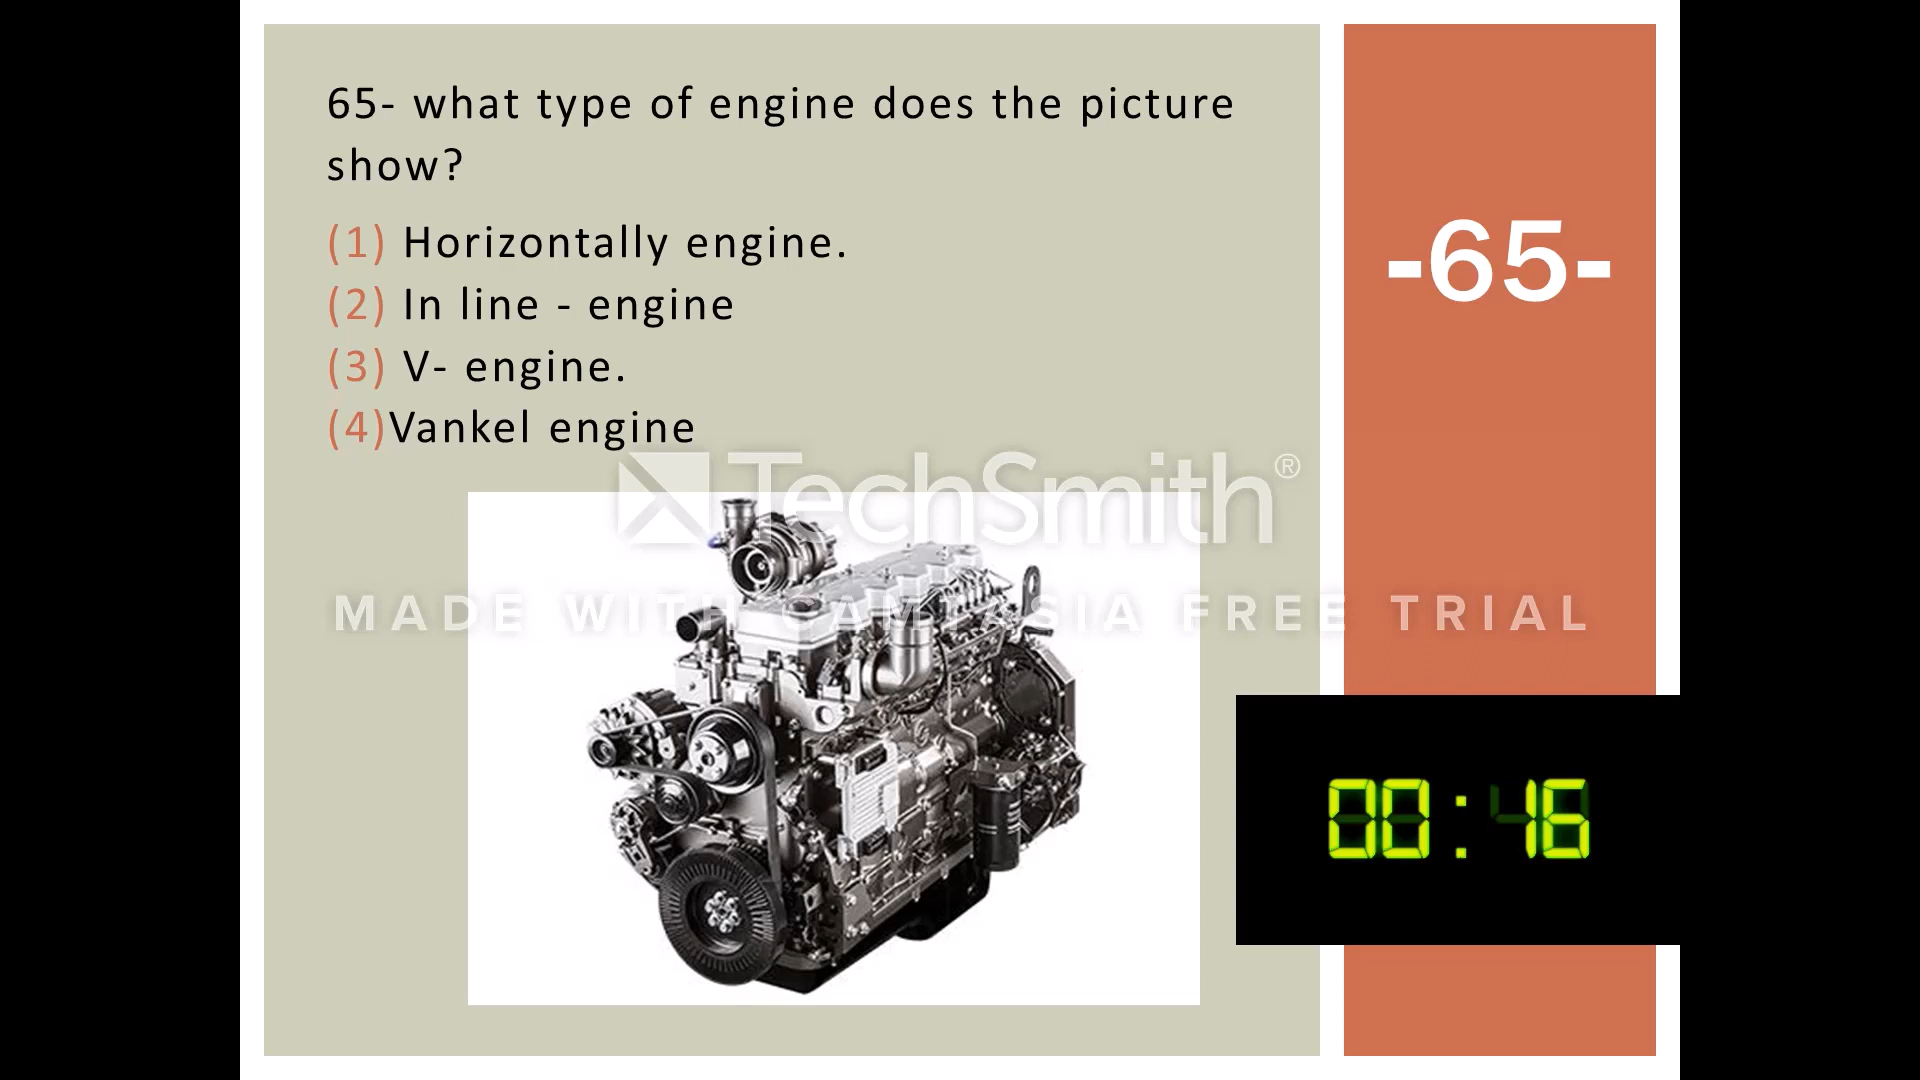 65- what type of engine does the picture
show?
(1) Horizontally engine.
(2) In line - engine
(3) V- engine.
(4)Vankel engine
-65-
TechSmith®
MADE WITH CAMTASIA FREE TRIAL
00:16